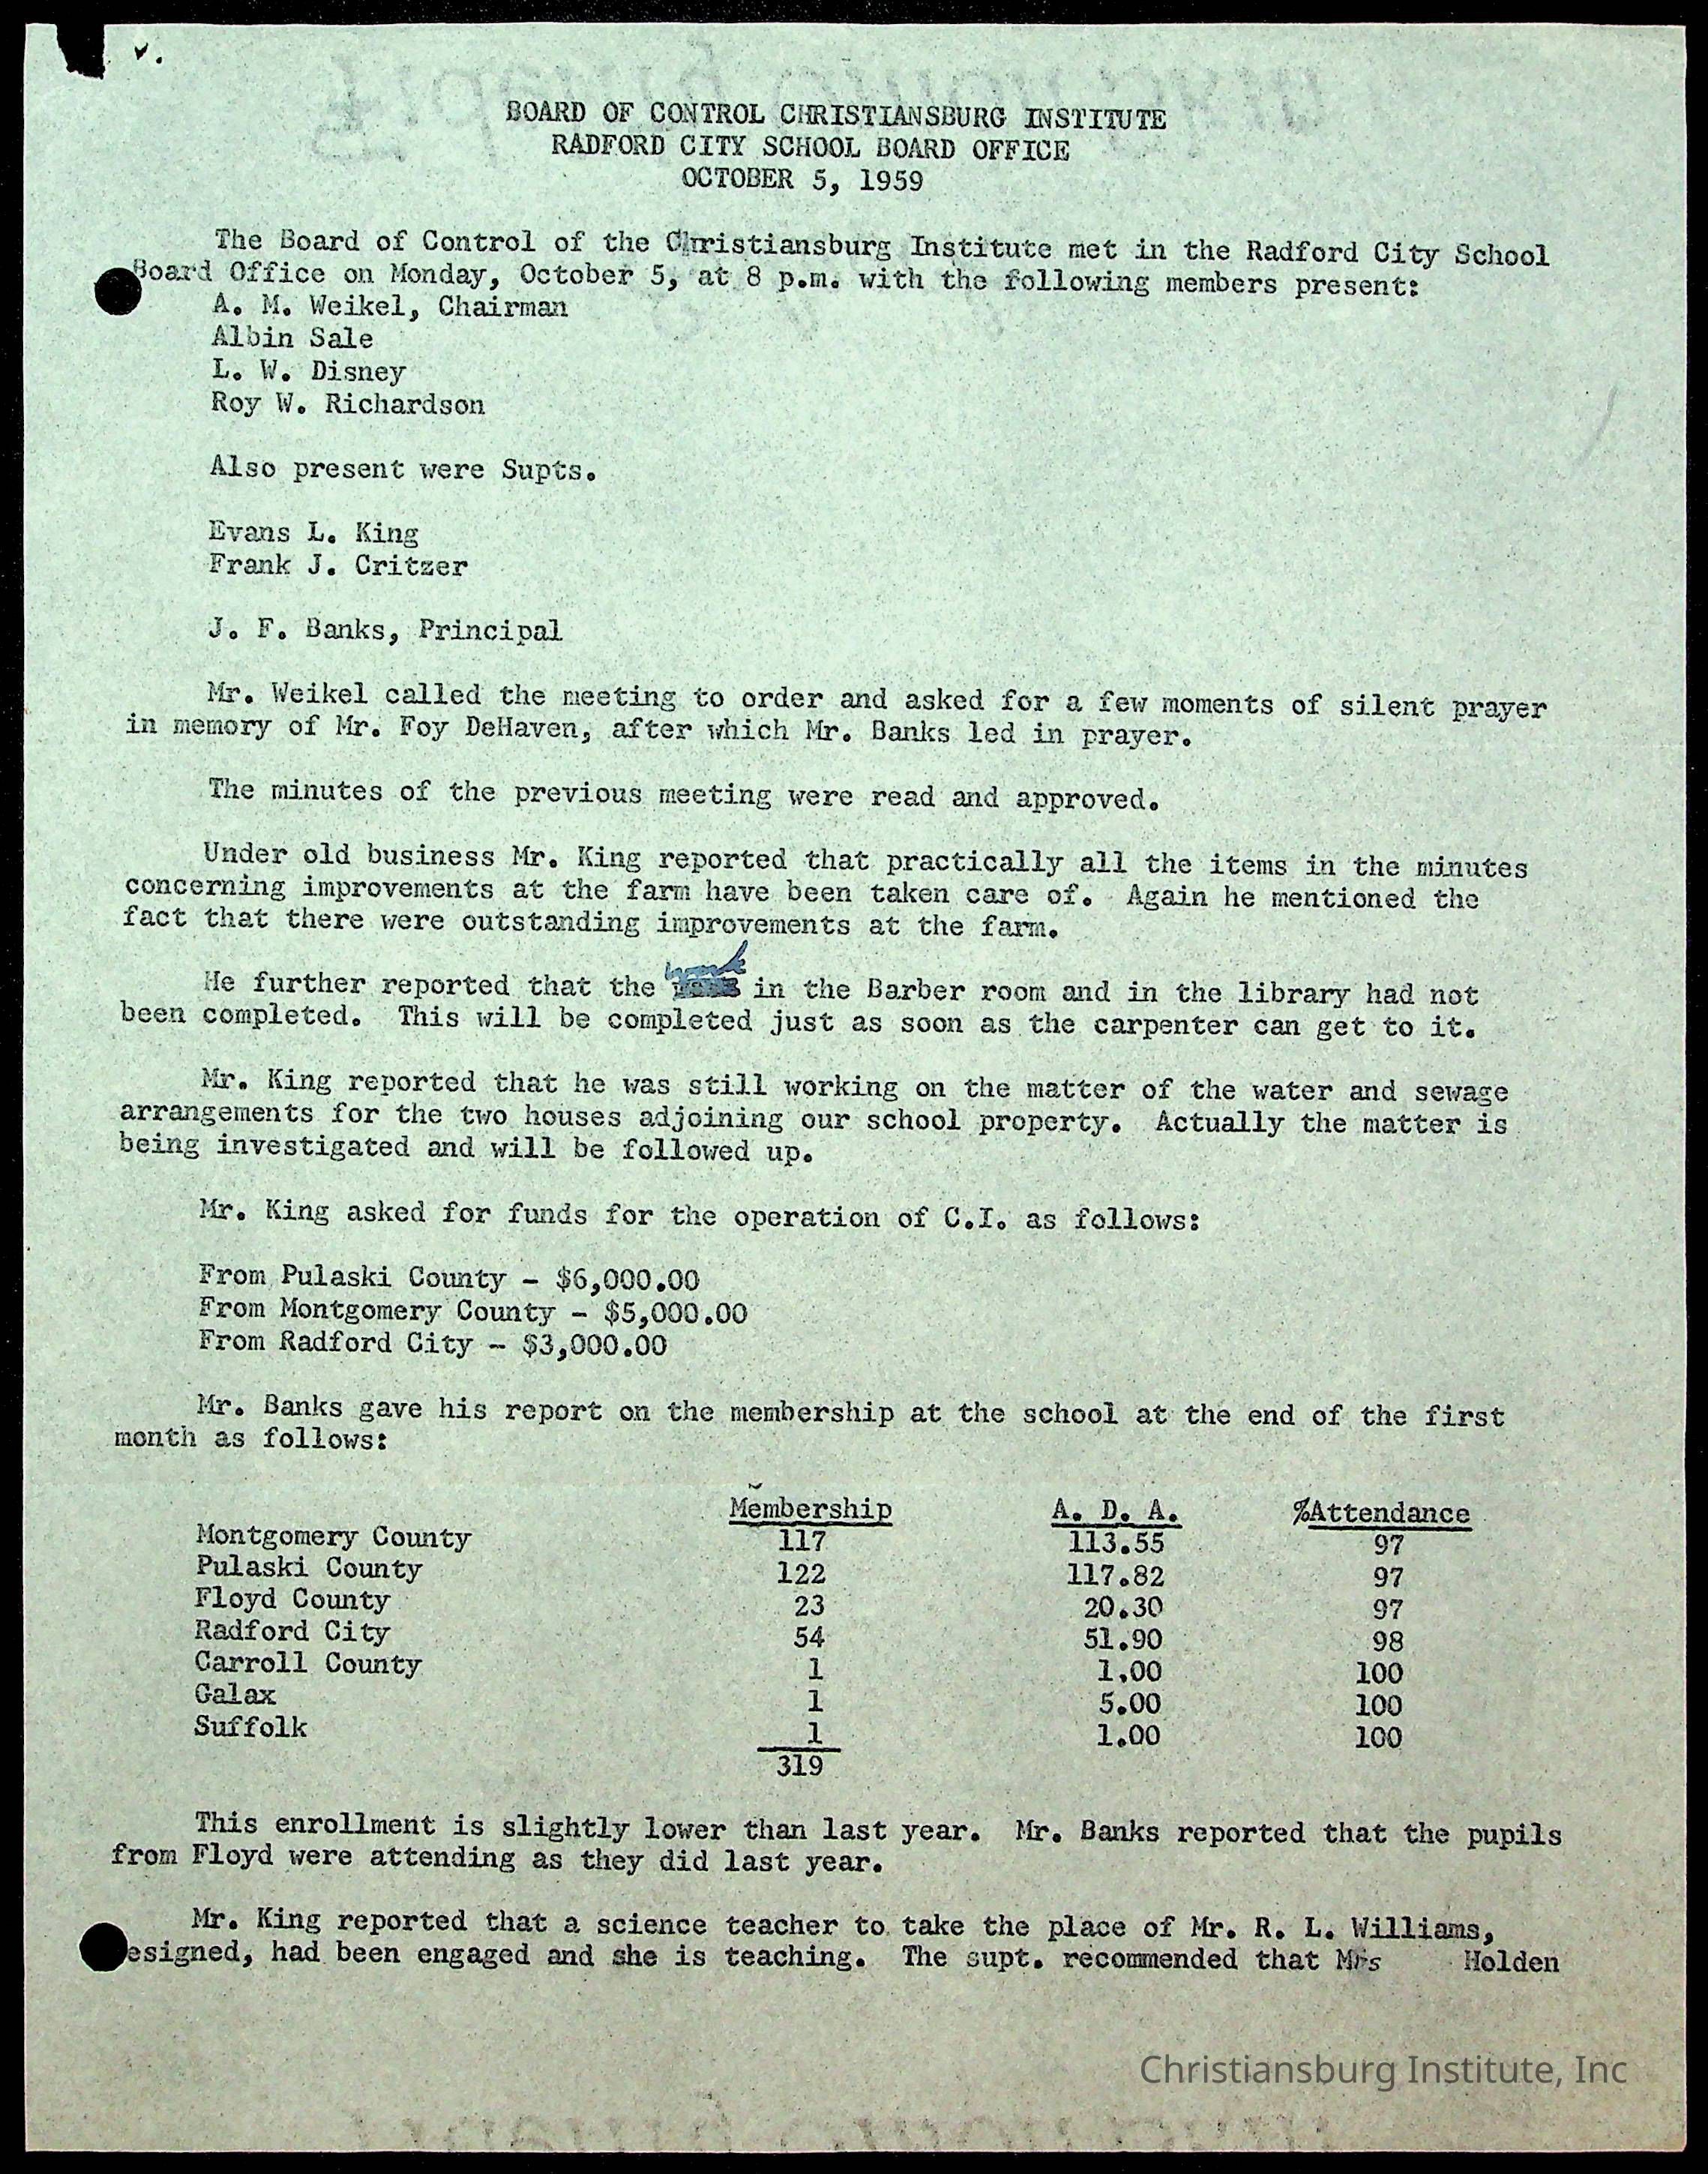 BOARD OF CONTROL CHRISTIANSBURG INSTITUTE
RADFORD CITY SCHOOL BOARD OFFICE
OCTOBER 5, 1959
The Board of Control of the Christiansburg Institute met in the Radford City School
Board Office on Monday, October 5, at 8 p.m. with the following members present:
A. M. Weikel, Chairman
Albin Sale
L. W. Disney
Roy W. Richardson
Also present were Supts.
Evans L. King
Frank J. Critzer
J. F. Banks, Principal
Mr. Weikel called the meeting to order and asked for a few moments of silent prayer
in memory of Mr. Foy DeHaven, after which Mr. Banks led in prayer.
The minutes of the previous meeting were read and approved.
Under old business Mr. King reported that practically all the items in the minutes
concerning improvements at the farm have been taken care of. Again he mentioned the
fact that there were outstanding improvements at the farm.
He further reported that the work in the Barber room and in the library had not
been completed. This will be completed just as soon as the carpenter can get to it.
Mr. King reported that he was still working on the matter of the water and sewage
arrangements for the two houses adjoining our school property. Actually the matter is
being investigated and will be followed up.
Mr. King asked for funds for the operation of C.I. as follows:
From Pulaski County - $6,000.00
From Montgomery County - $5,000.00
From Radford City - $3,000.00
Mr. Banks gave his report on the membership at the school at the end of the first
month as follows:
Membership A. D. A. %Attendance
Montgomery County 117 113.55 97
Pulaski County 122 117.82 97
Floyd County 23 20.30 97
Radford City 54 51.90 98
Carroll County 1 1.00 100
Galax 1 5.00 100
Suffolk 1 1.00 100
319
This enrollment is slightly lower than last year. Mr. Banks reported that the pupils
from Floyd were attending as they did last year.
Mr. King reported that a science teacher to take the place of Mr. R. L. Williams,
esigned, had been engaged and she is teaching. The supt. recommended that Mrs Holden
Christiansburg Institute, Inc